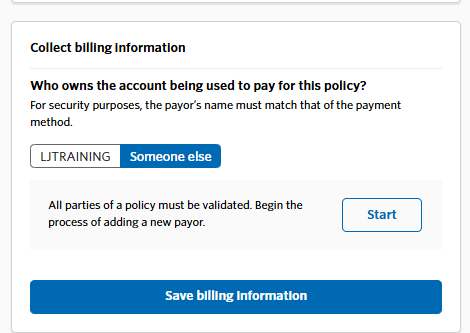 Collect billing information
Who owns the account being used to pay for this policy?
For security purposes, the payor's name must match that of the payment
method.
LJTRAINING
Someone else
All parties of a policy must be validated. Begin the
process of adding a new payor.
Start
Save billing information